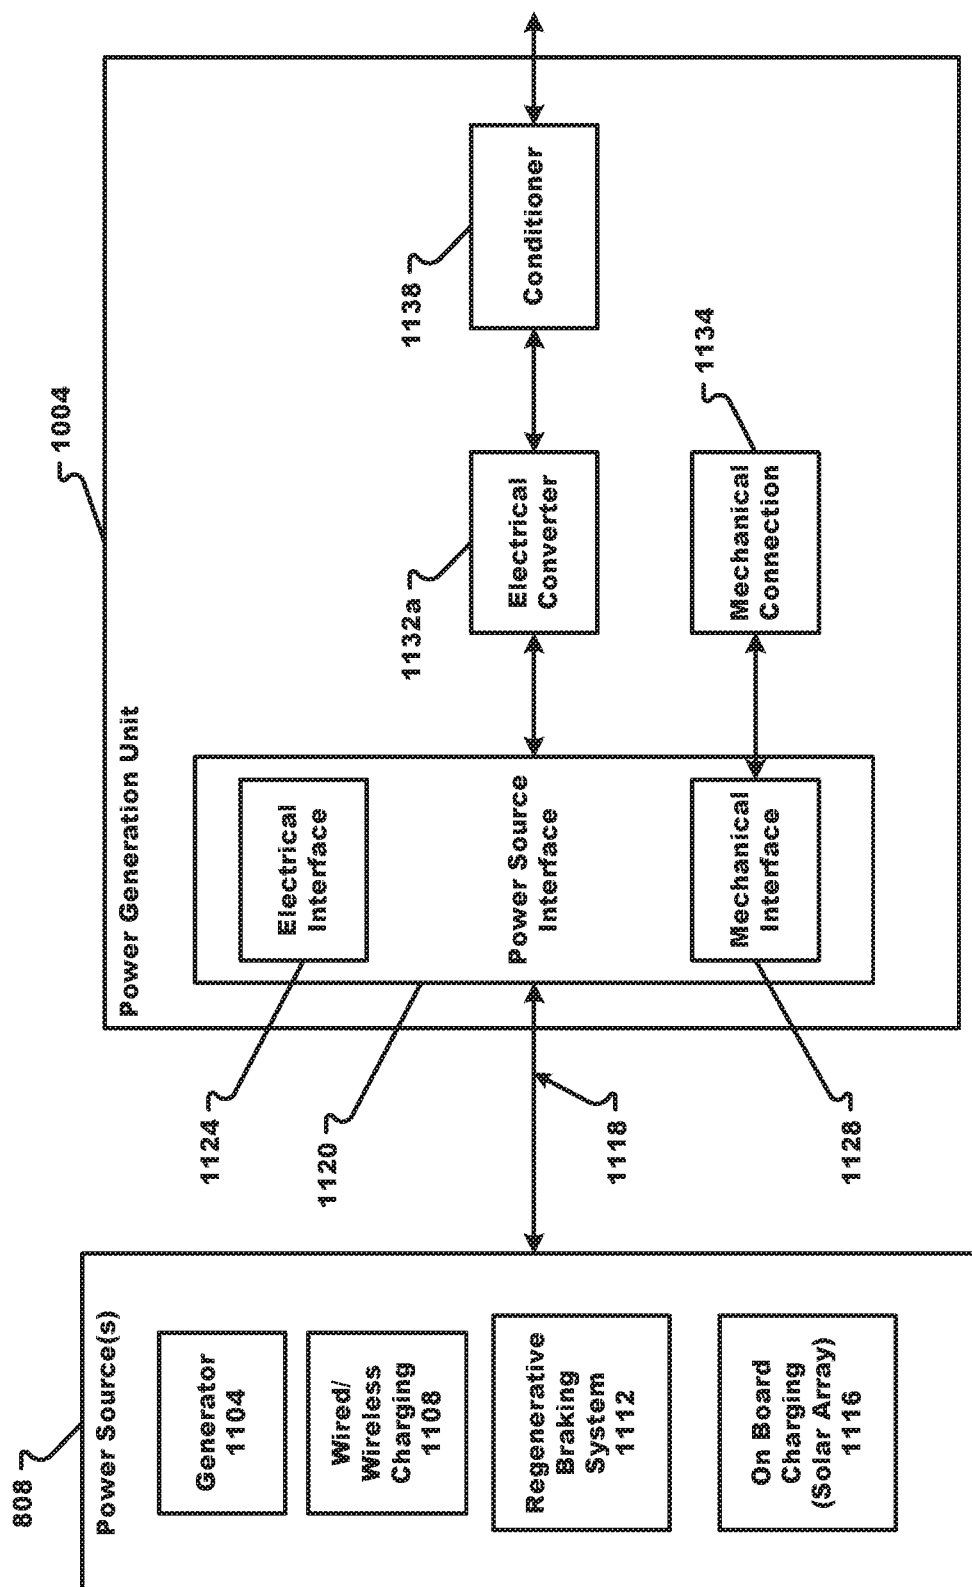 808
Power Source(s)
Generator
1104
Wired/
Wireless
Charging
1108
Regenerative
Braking
System
1112
On Board
Charging
(Solar Array)
1116
1124
1120
1118
1128
1004
Power Generation Unit
Electrical
Interface
Power Source
Interface
Mechanical
Interface
1132a
Electrical
Converter
Mechanical
Connection
1134
1138
Conditioner